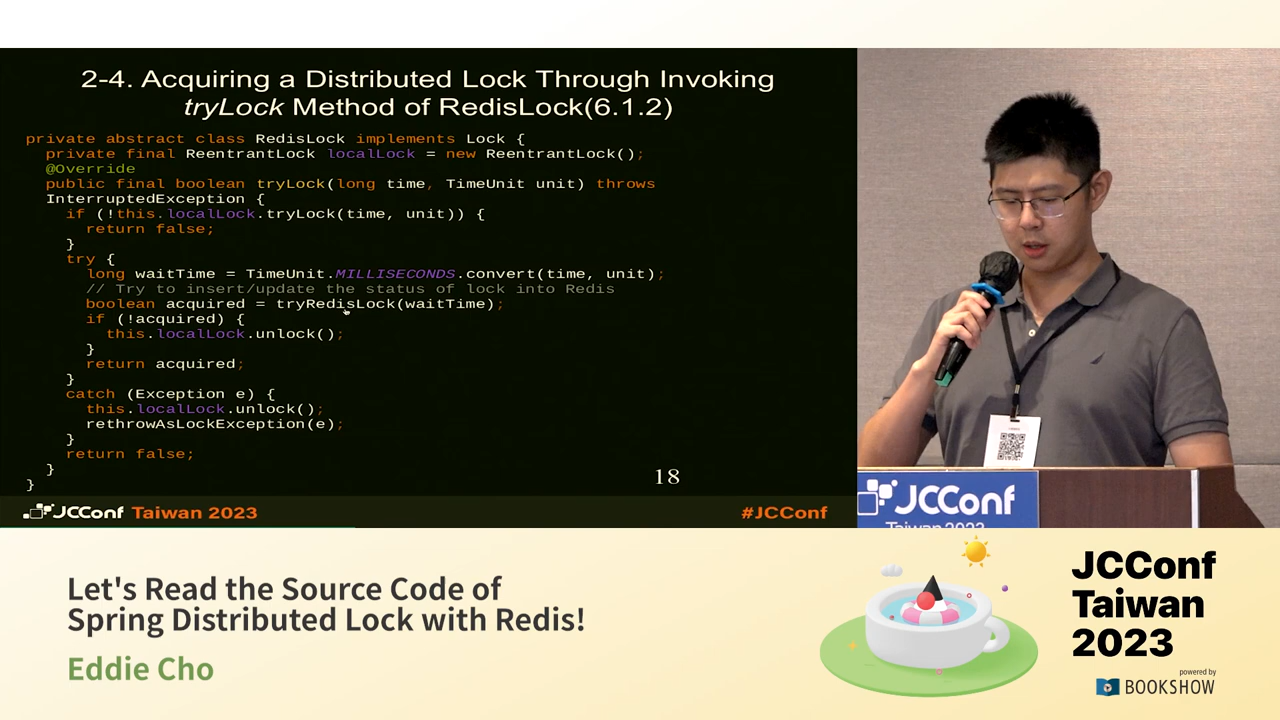 2-4. Acquiring a Distributed Lock Through Invoking
tryLock Method of RedisLock(6.1.2)
private abstract class RedisLock implements Lock {
private final ReentrantLock localLock = new ReentrantLock();
@Override
public final boolean tryLock(long time, TimeUnit unit) throws
InterruptedException {
if (!this.localLock.tryLock(time, unit)) {
return false;
}
try {
long waitTime = TimeUnit.MILLISECONDS.convert(time, unit);
// Try to insert/update the status of lock into Redis
boolean acquired = tryRedisLock(waitTime);
if (!acquired) {
this.localLock.unlock();
}
return acquired;
}
catch (Exception e) {
this.localLock.unlock();
rethrowAsLockException(e);
}
return false;
}
}
18
JCConf Taiwan 2023
#JCConf
JCConf
Taiwan 2023
Let's Read the Source Code of
Spring Distributed Lock with Redis!
Eddie Cho
JCConf
Taiwan
2023
powered by
BOOKSHOW